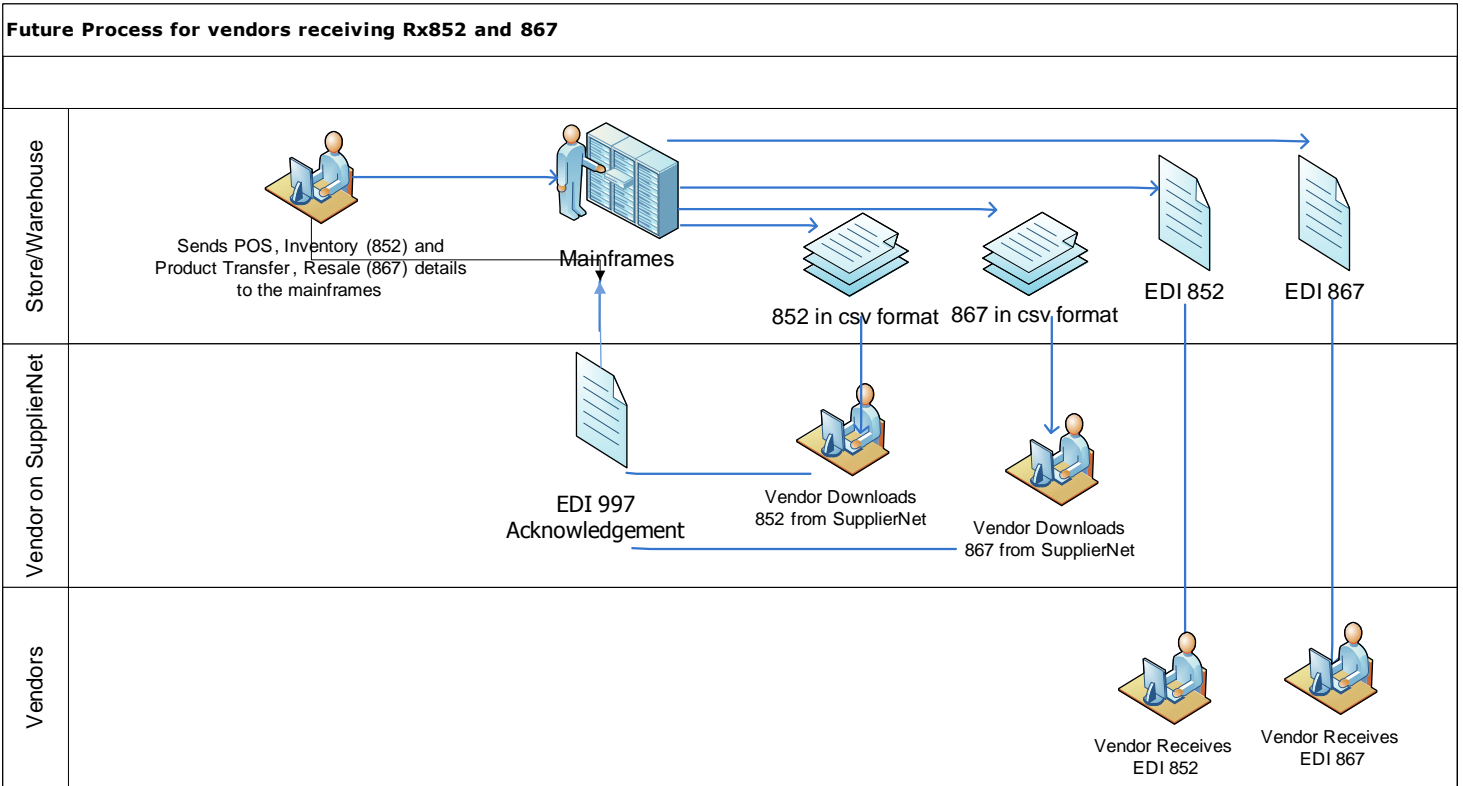 Future Process for vendors receiving Rx852 and 867
Store/Warehouse
Sends POS, Inventory (852) and
Product Transfer, Resale (867) details
to the mainframes
Mainframes
852 in csv format
867 in csv format
EDI 852
EDI 867
Vendor on SupplierNet
EDI 997
Acknowledgement
Vendor Downloads
852 from SupplierNet
Vendor Downloads
867 from SupplierNet
Vendors
Vendor Receives
EDI 852
Vendor Receives
EDI 867